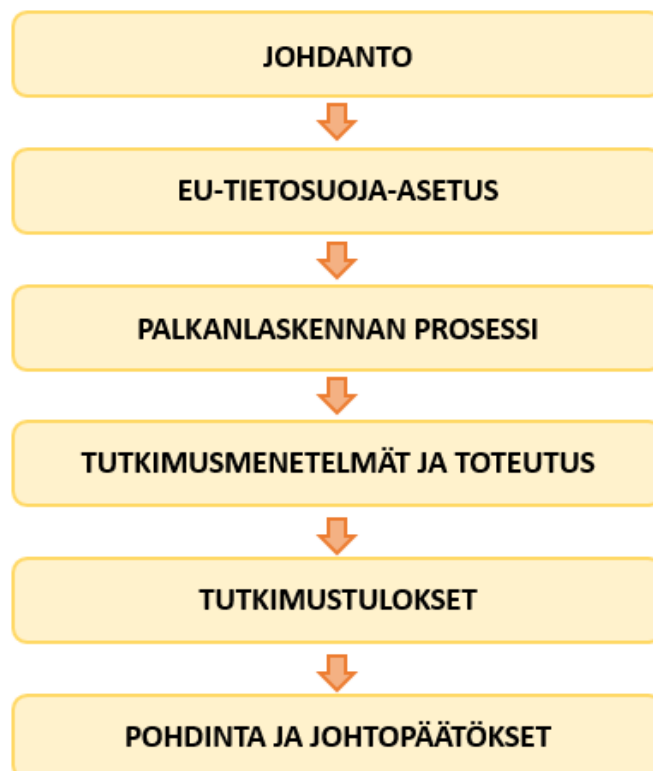 JOHDANTO
EU-TIETOSUOJA-ASETUS
PALKANLASKENNAN PROSESSI
TUTKIMUSMENETELMÄT JA TOTEUTUS
TUTKIMUSTULOKSET
POHDINTA JA JOHTOPÄÄTÖKSET